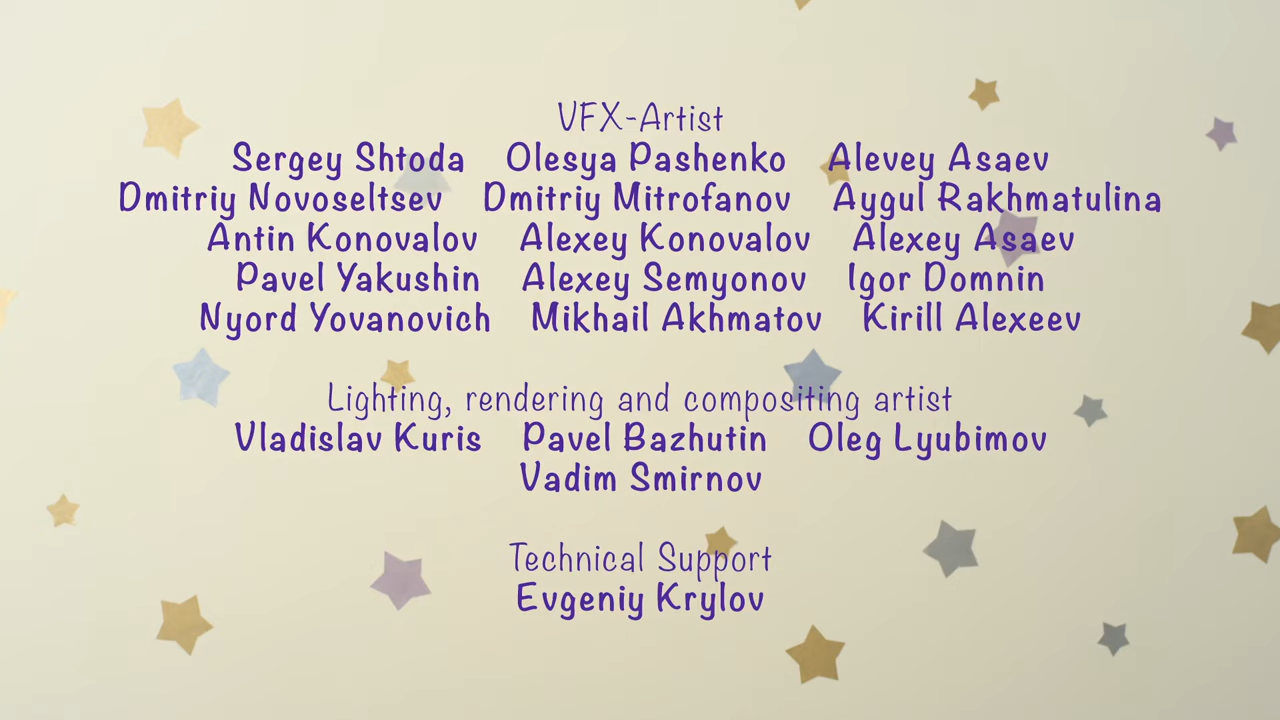 VFX-Artist
Sergey Shtoda Olesya Pashenko Alevey Asaev
Dmitriy Novoseltsev Dmitriy Mitrofanov Aygul Rakhmatulina
Antin Konovalov Alexey Konovalov Alexey Asaev
Pavel Yakushin Alexey Semyonov Igor Domnin
Nyord Yovanovich Mikhail Akhmatov Kirill Alexeev
Lighting, rendering and compositing artist
Vladislav Kuris Pavel Bazhutin Oleg Lyubimov
Vadim Smirnov
Technical Support
Evgeniy Krylov